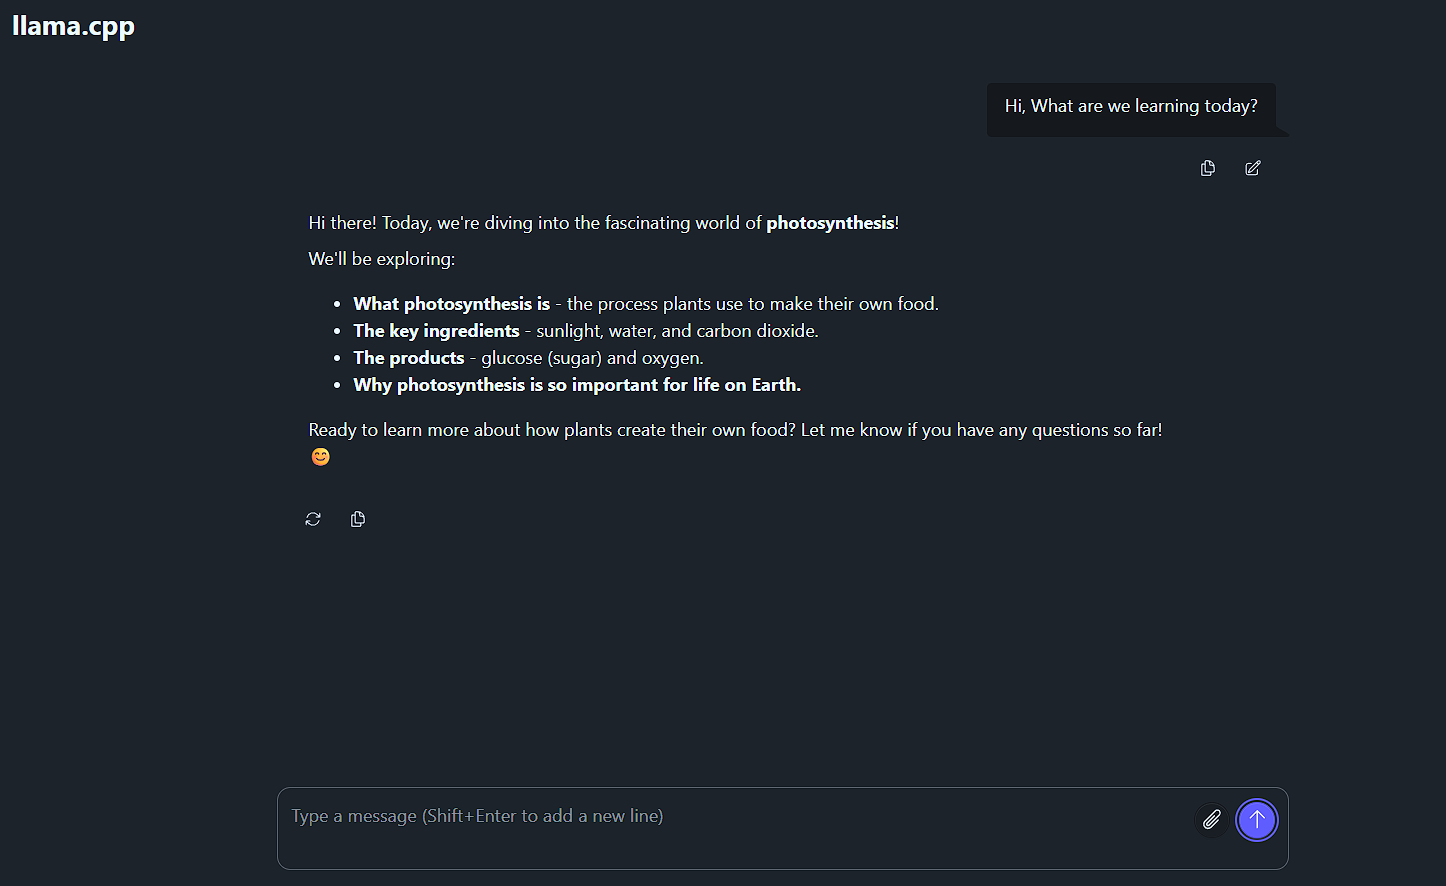 llama.cpp
Hi, What are we learning today?
Hi there! Today, we're diving into the fascinating world of photosynthesis!
We'll be exploring:
• What photosynthesis is - the process plants use to make their own food.
• The key ingredients - sunlight, water, and carbon dioxide.
• The products - glucose (sugar) and oxygen.
• Why photosynthesis is so important for life on Earth.
Ready to learn more about how plants create their own food? Let me know if you have any questions so far!
😊
Type a message (Shift+Enter to add a new line)